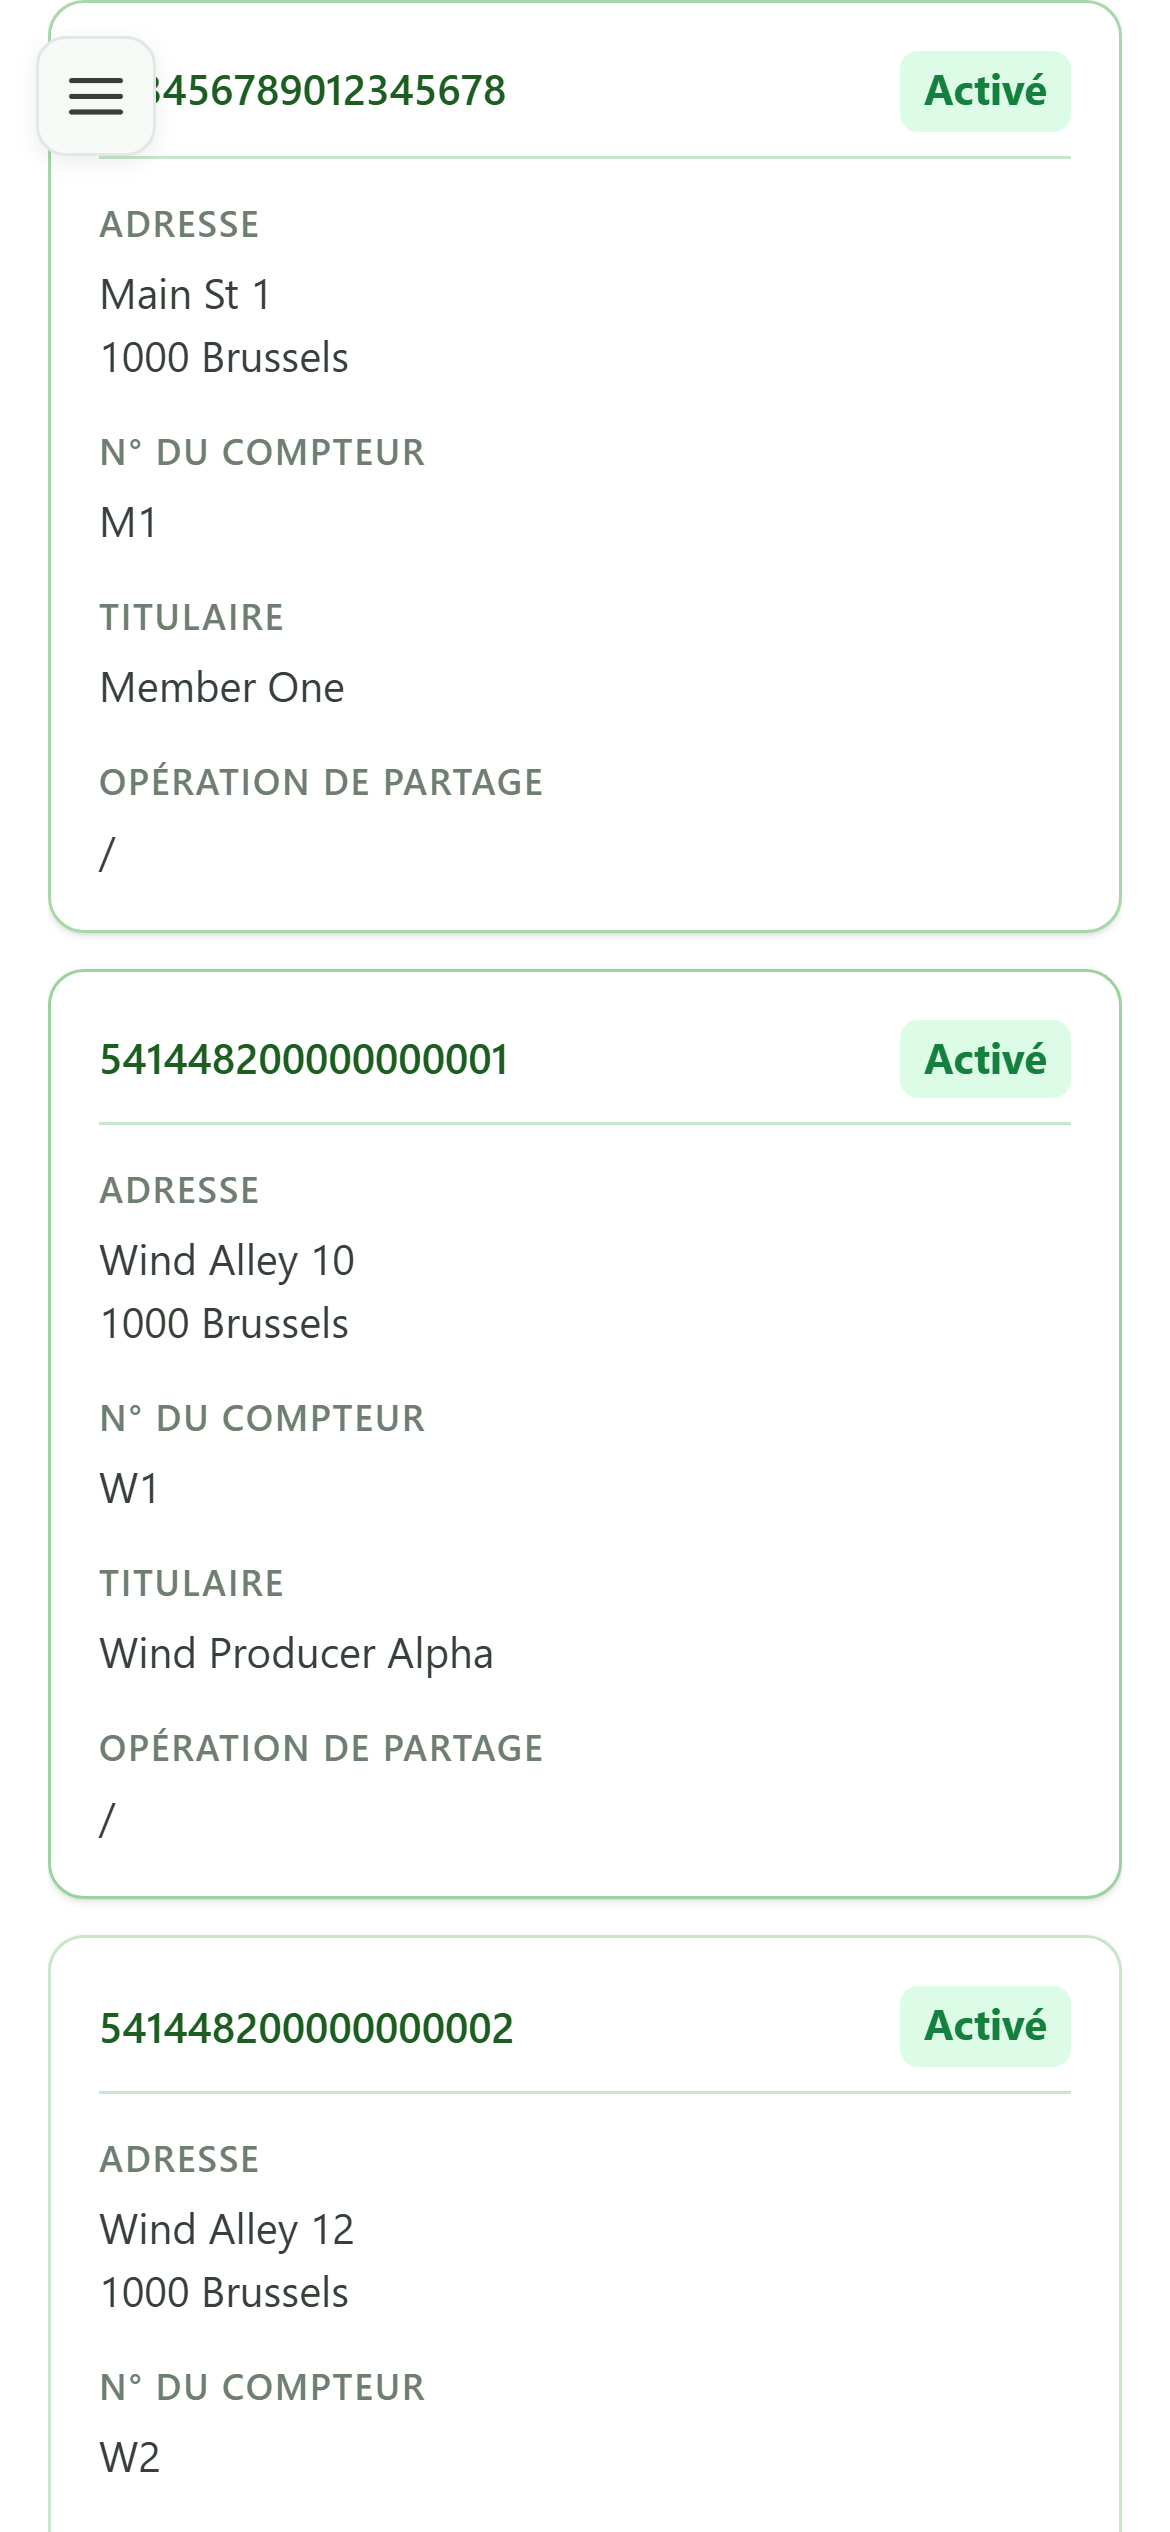 3456789012345678
Activé
ADRESSE
Main St 1
1000 Brussels
N° DU COMPTEUR
M1
TITULAIRE
Member One
OPÉRATION DE PARTAGE
/
541448200000000001
Activé
ADRESSE
Wind Alley 10
1000 Brussels
N° DU COMPTEUR
W1
TITULAIRE
Wind Producer Alpha
OPÉRATION DE PARTAGE
/
541448200000000002
Activé
ADRESSE
Wind Alley 12
1000 Brussels
N° DU COMPTEUR
W2